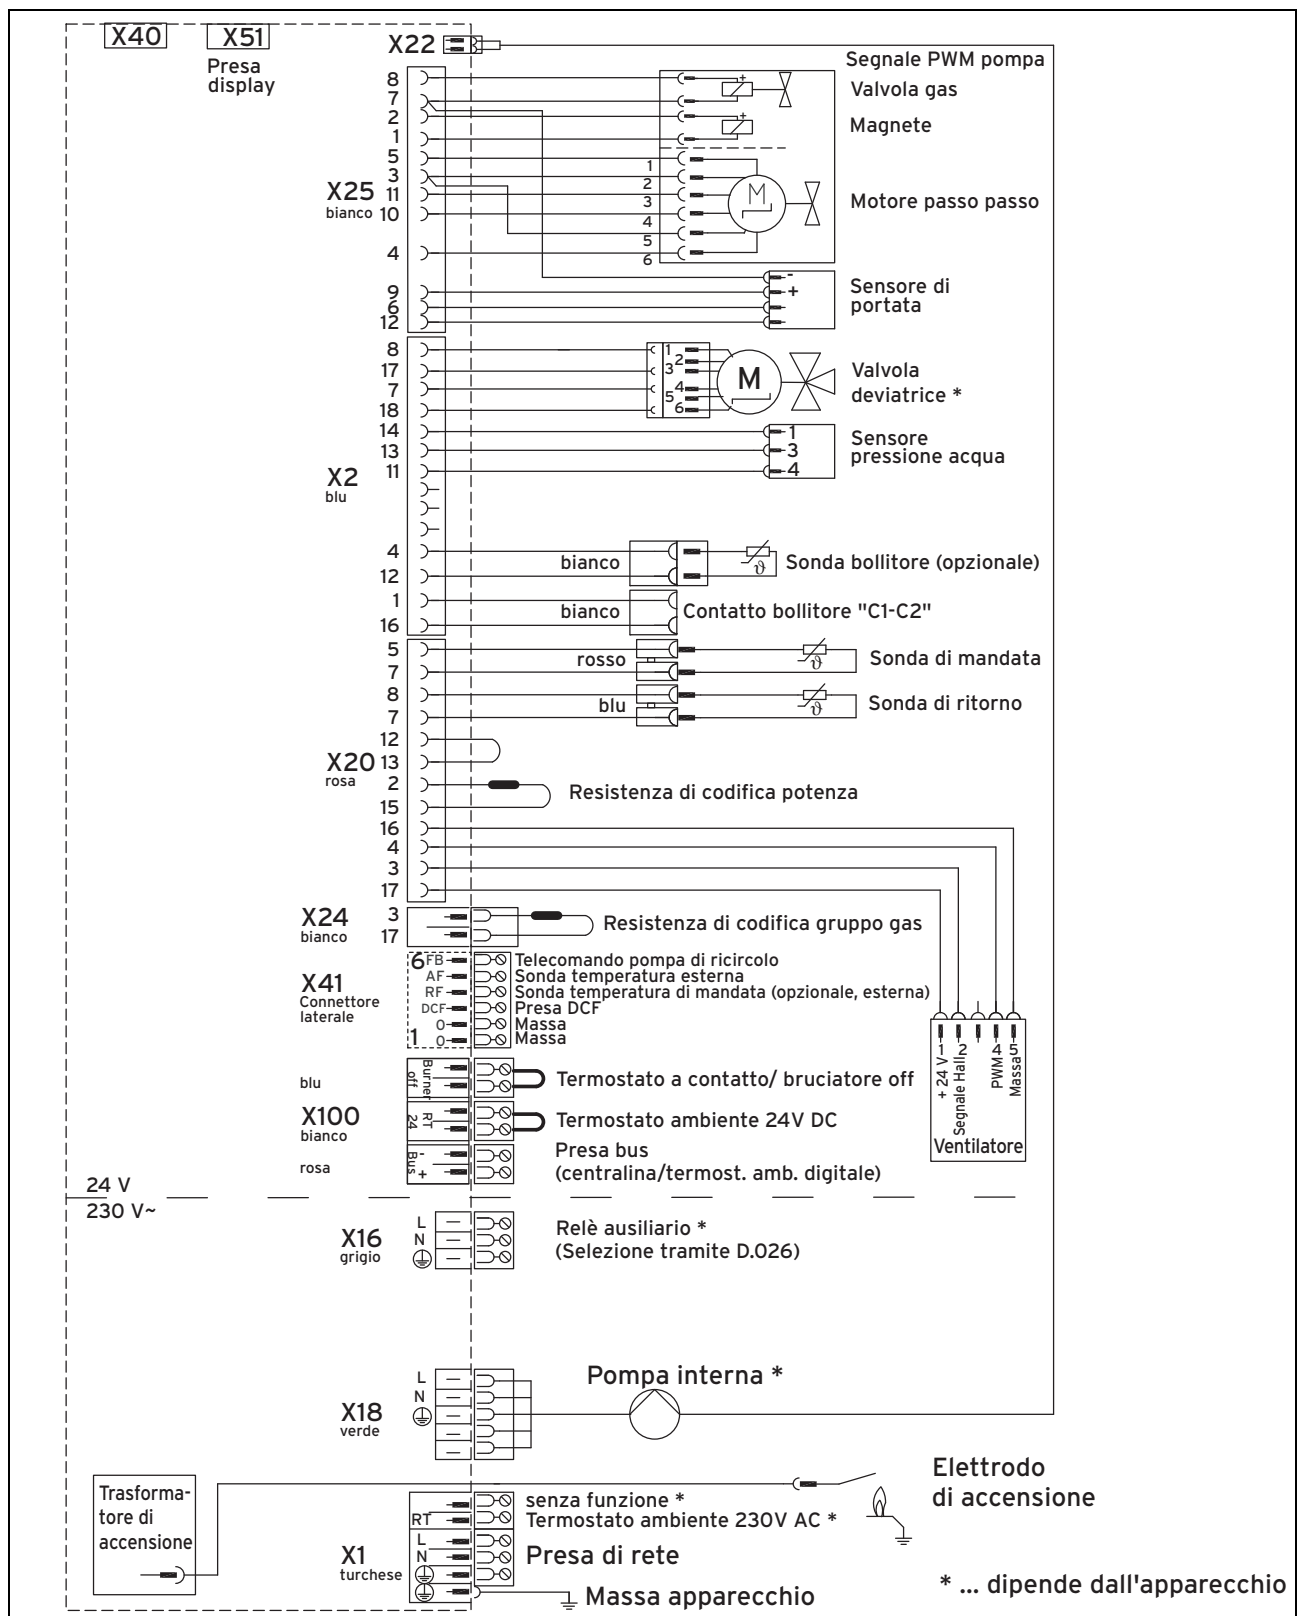 X40
X51
Presa
display
X22
Segnale PWM pompa
8
7
2
1
5
3
11
10
4
9
6
12
X25
bianco
+
+
Valvola gas
Magnete
1
2
3
4
5
6
M
Motore passo passo
-
+
Sensore di
portata
8
17
7
18
14
13
11
4
12
1
16
X2
blu
1
2
3
4
5
6
M
Valvola
deviatrice *
1
3
4
Sensore
pressione acqua
bianco
ϑ
Sonda bollitore (opzionale)
bianco
Contatto bollitore "C1-C2"
5
7
8
7
12
13
2
15
16
4
3
17
X20
rosa
rosso
ϑ
Sonda di mandata
blu
ϑ
Sonda di ritorno
Resistenza di codifica potenza
X24
bianco
3
17
Resistenza di codifica gruppo gas
X41
Connettore
laterale
6 FB
AF
RF
DCF
0
1 0
Telecomando pompa di ricircolo
Sonda temperatura esterna
Sonda temperatura di mandata (opzionale, esterna)
Presa DCF
Massa
Massa
1 2 4 5
+ 24 V
Segnale Hall
PWM
Massa
Ventilatore
blu
Burner
off
Termostato a contatto/ bruciatore off
X100
bianco
RT
24
Termostato ambiente 24V DC
rosa
Bus
-
+
Presa bus
(centralina/termost. amb. digitale)
24 V
230 V~
X16
grigio
L
N
Relè ausiliario *
(Selezione tramite D.026)
X18
verde
L
N
Pompa interna *
Trasforma-
tore di
accensione
Elettrodo
di accensione
X1
turchese
RT
L
N
senza funzione *
Termostato ambiente 230V AC *
Presa di rete
Massa apparecchio
* ... dipende dall'apparecchio